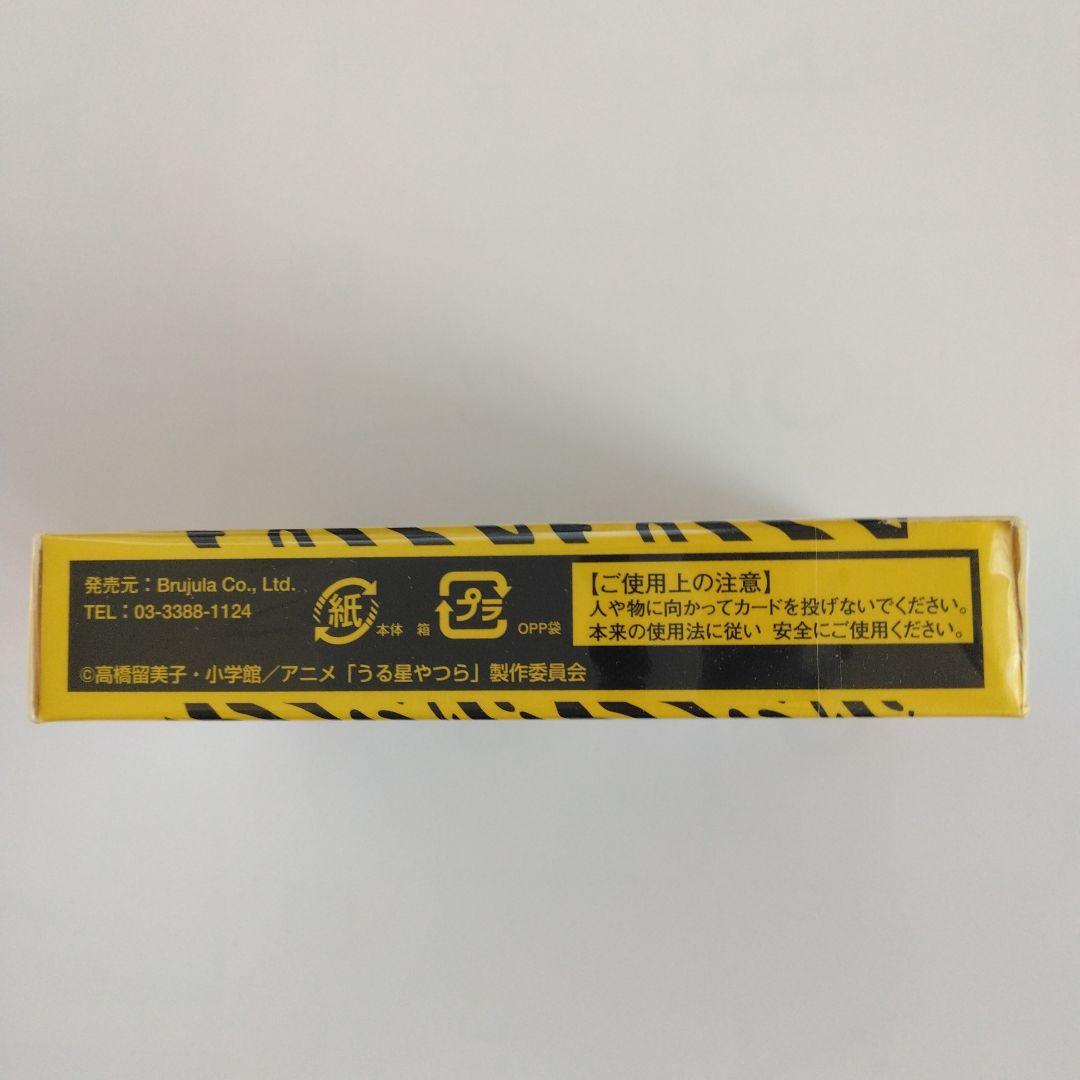 発売元：Brujula Co., Ltd.
TEL：03-3388-1124
紙
本体　箱
プラ
OPP袋
【ご使用上の注意】
人や物に向かってカードを投げないでください。
本来の使用法に従い 安全にご使用ください。
©高橋留美子・小学館／アニメ「うる星やつら」製作委員会